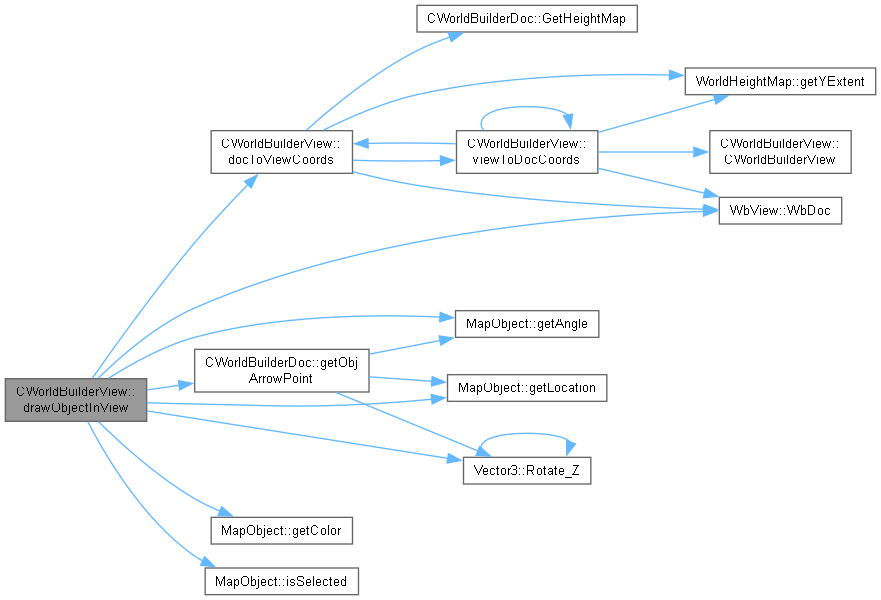 CWorldBuilderDoc::GetHeightMap
WorldHeightMap::getYExtent
CWorldBuilderView::
docToViewCoords
CWorldBuilderView::
viewToDocCoords
CWorldBuilderView::
CWorldBuilderView
WbView::WbDoc
MapObject::getAngle
CWorldBuilderDoc::getObj
ArrowPoint
MapObject::getLocation
CWorldBuilderView::
drawObjectInView
Vector3::Rotate_Z
MapObject::getColor
MapObject::isSelected